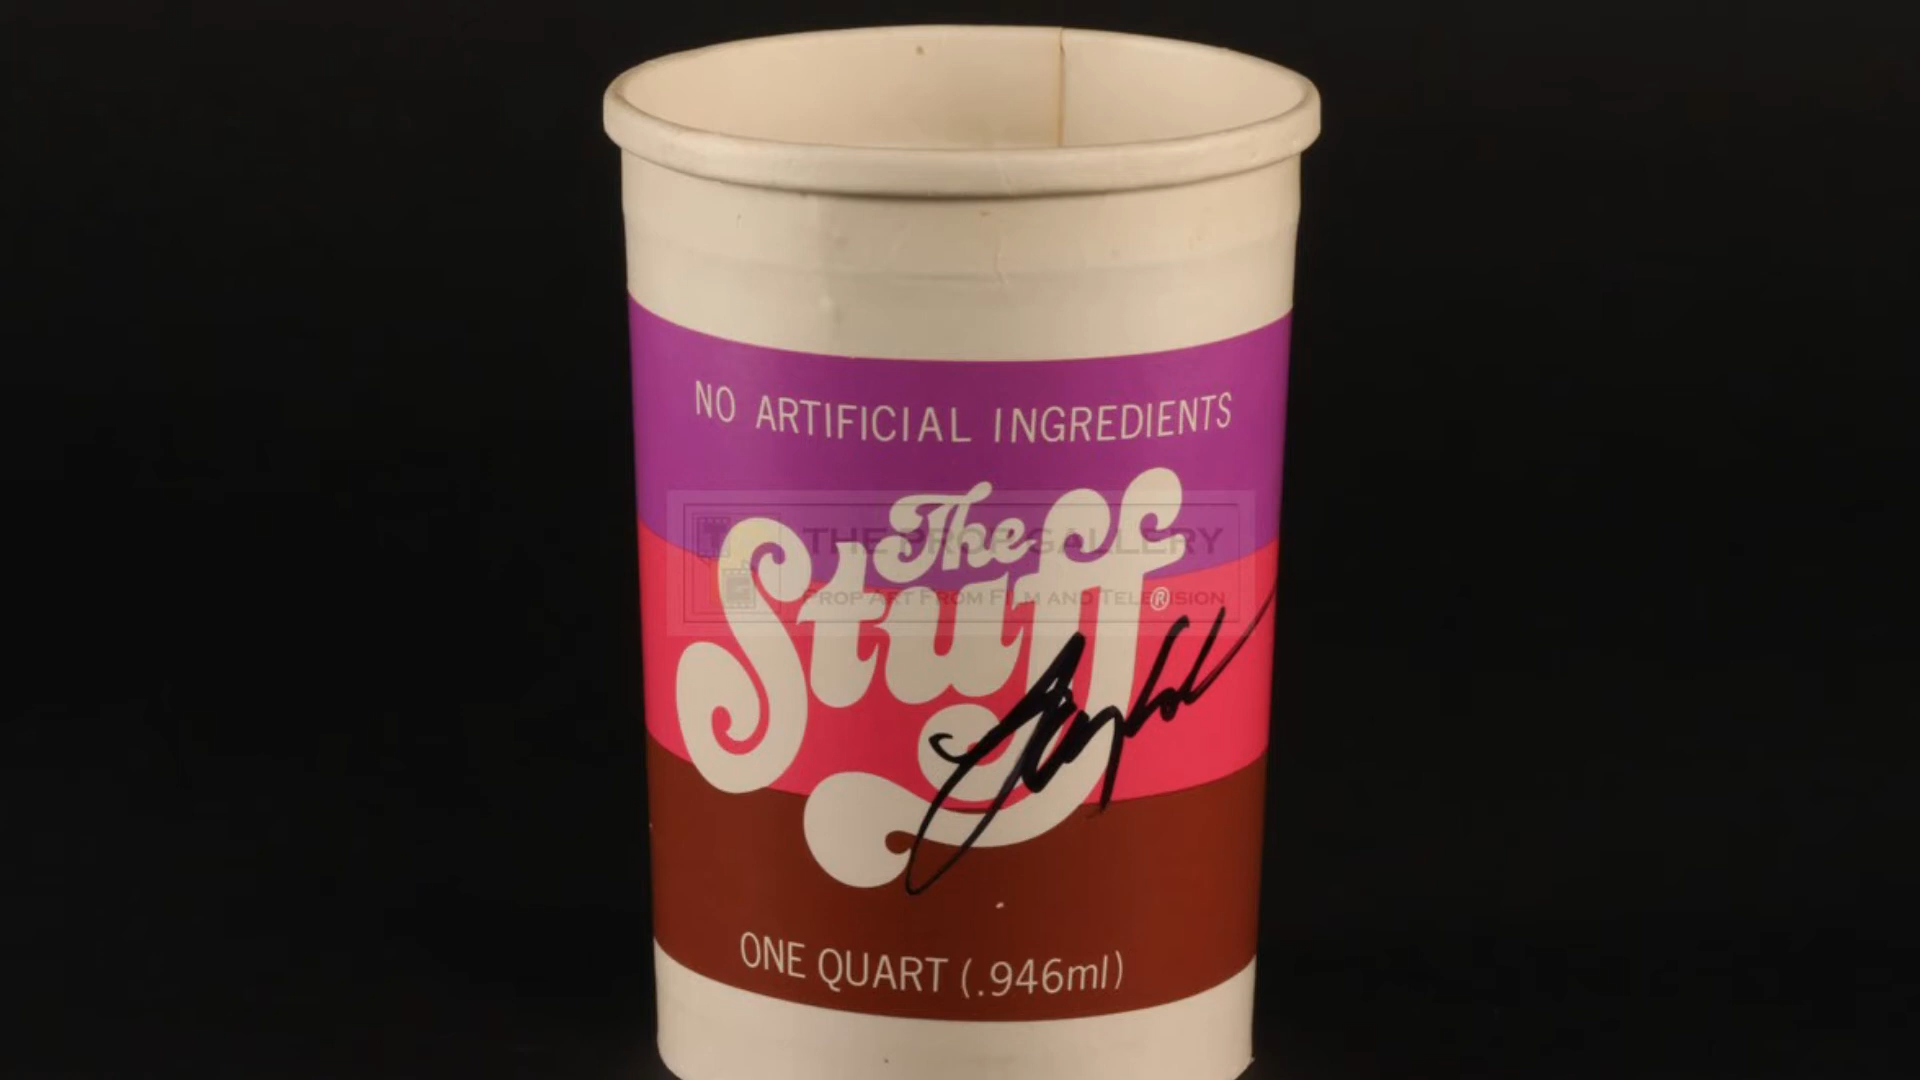 NO ARTIFICIAL INGREDIENTS
The
Stuff®
THE PROP GALLERY
PROP ART FROM FILM AND TELEVISION
ONE QUART (.946ml)